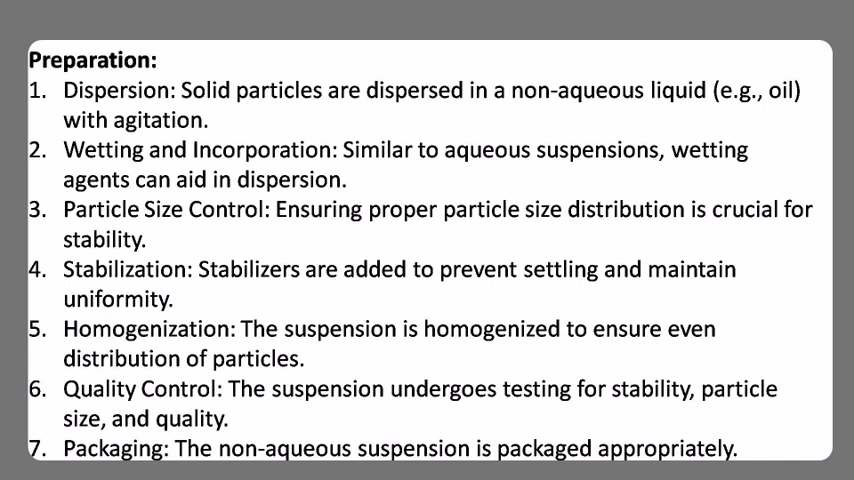 Preparation:
1. Dispersion: Solid particles are dispersed in a non-aqueous liquid (e.g., oil)
with agitation.
2. Wetting and Incorporation: Similar to aqueous suspensions, wetting
agents can aid in dispersion.
3. Particle Size Control: Ensuring proper particle size distribution is crucial for
stability.
4. Stabilization: Stabilizers are added to prevent settling and maintain
uniformity.
5. Homogenization: The suspension is homogenized to ensure even
distribution of particles.
6. Quality Control: The suspension undergoes testing for stability, particle
size, and quality.
7. Packaging: The non-aqueous suspension is packaged appropriately.